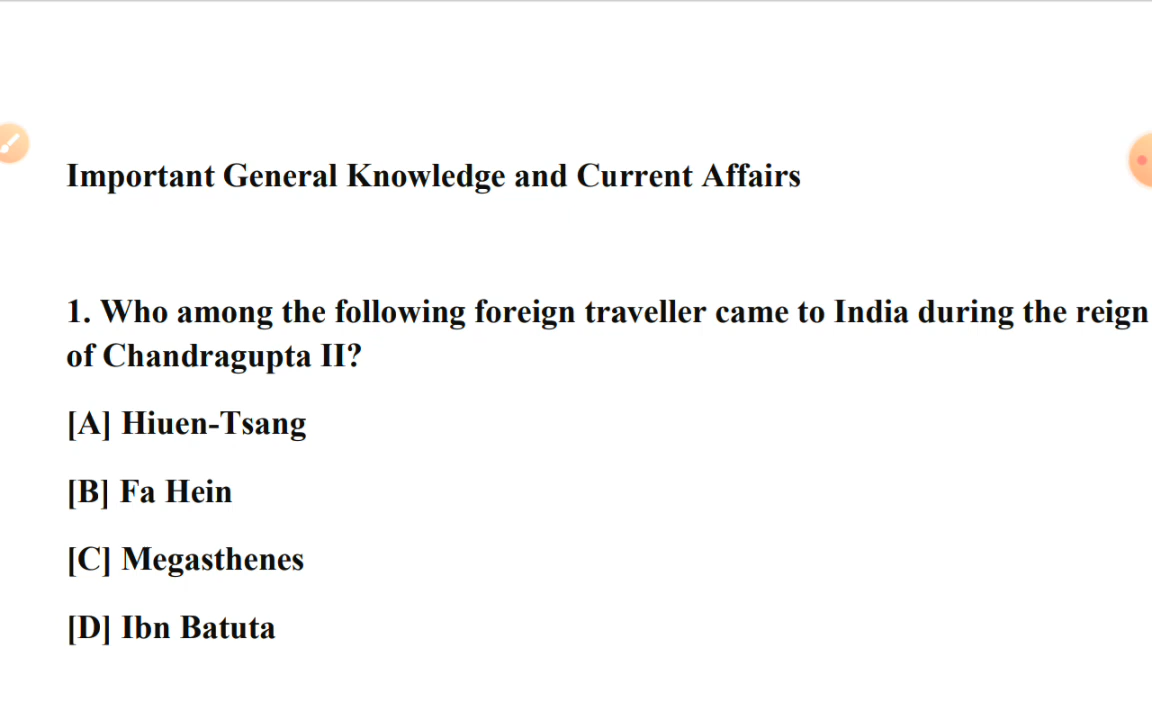 Important General Knowledge and Current Affairs
1. Who among the following foreign traveller came to India during the reign
of Chandragupta II?
[A] Hiuen-Tsang
[B] Fa Hein
[C] Megasthenes
[D] Ibn Batuta